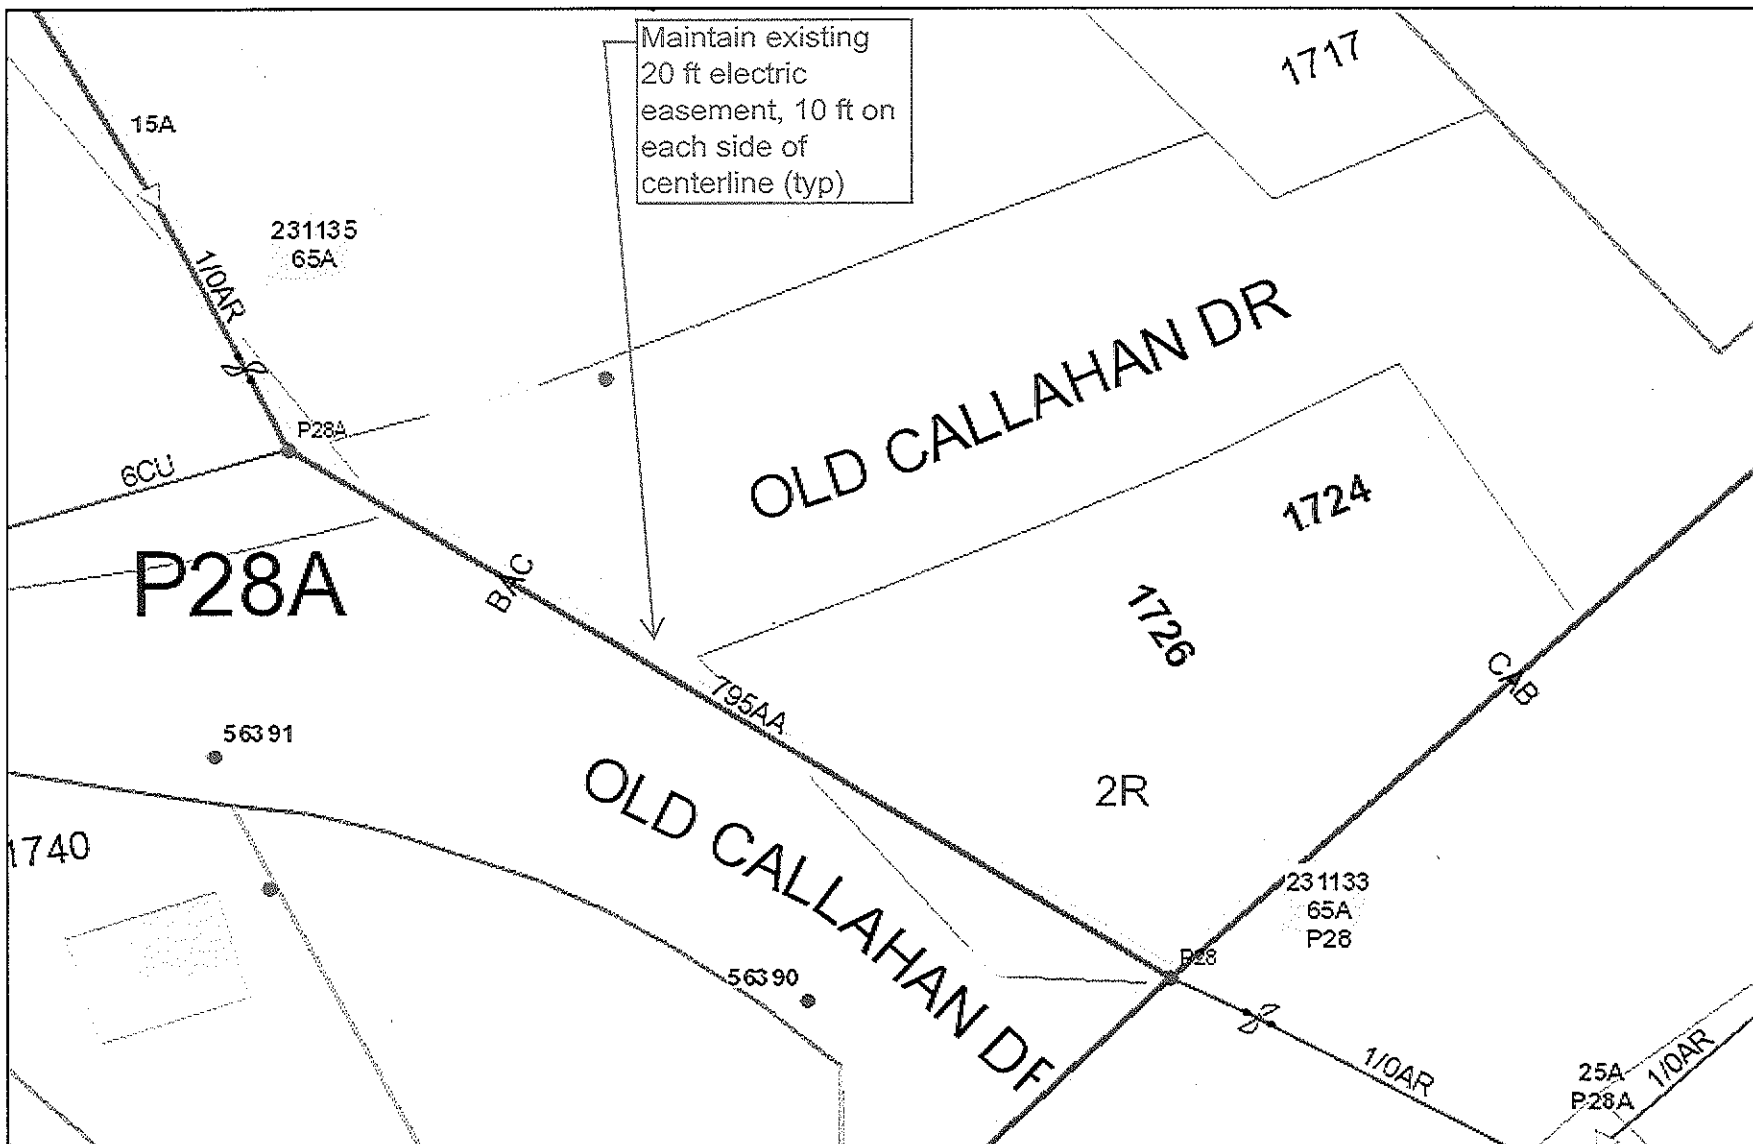 Maintain existing
20 ft electric
easement, 10 ft on
each side of
centerline (typ)
1717
15A
231135
65A
1/0AR
OLD CALLAHAN DR
P28A
6CU
1724
P28A
BAC
1726
CAB
795AA
56391
OLD CALLAHAN DR
2R
1740
231133
65A
P28
P28
56390
1/0AR
1/0AR
25A
P28A